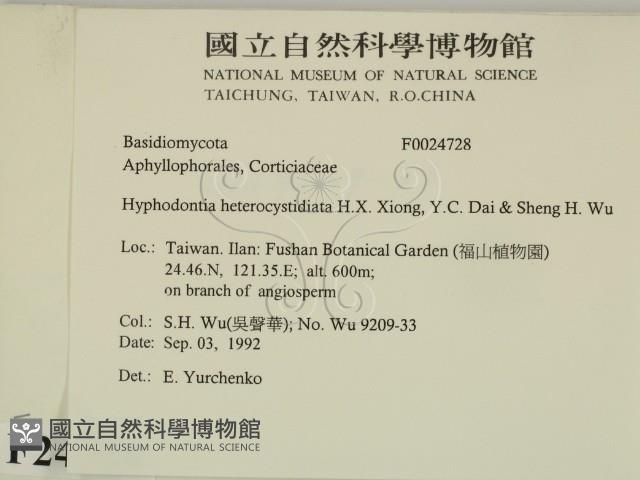 國立自然科學博物館
NATIONAL MUSEUM OF NATURAL SCIENCE
TAICHUNG, TAIWAN, R.O.CHINA
Basidiomycota F0024728
Aphyllophorales, Corticiaceae
Hyphodontia heterocystidiata H.X. Xiong, Y.C. Dai & Sheng H. Wu
Loc.: Taiwan. Ilan: Fushan Botanical Garden (福山植物園)
24.46.N, 121.35.E; alt. 600m;
on branch of angiosperm
Col.: S.H. Wu(吳聲華); No. Wu 9209-33
Date: Sep. 03, 1992
Det.: E. Yurchenko
國立自然科學博物館
NATIONAL MUSEUM OF NATURAL SCIENCE
F24